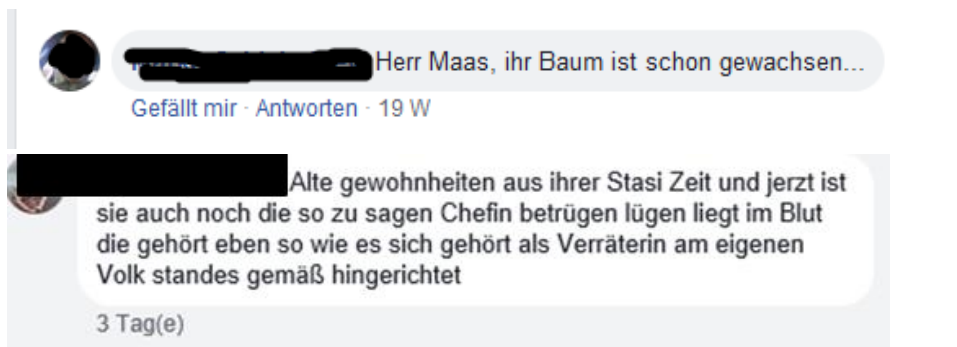 Herr Maas, ihr Baum ist schon gewachsen...
Gefällt mir · Antworten · 19 W
Alte gewohnheiten aus ihrer Stasi Zeit und jerzt ist
sie auch noch die so zu sagen Chefin betrügen lügen liegt im Blut
die gehört eben so wie es sich gehört als Verräterin am eigenen
Volk standes gemäß hingerichtet
3 Tag(e)